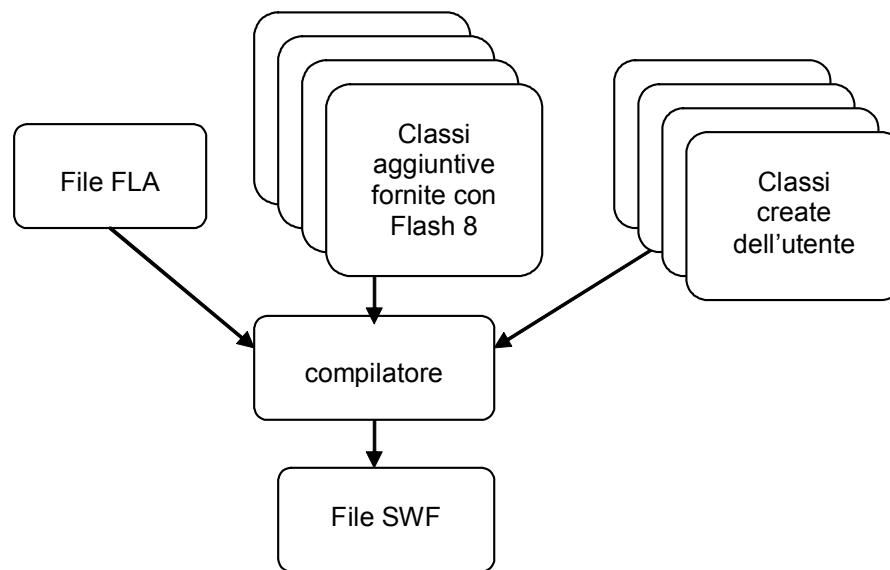 File FLA
Classi
aggiuntive
fornite con
Flash 8
Classi
create
dell’utente
compilatore
File SWF